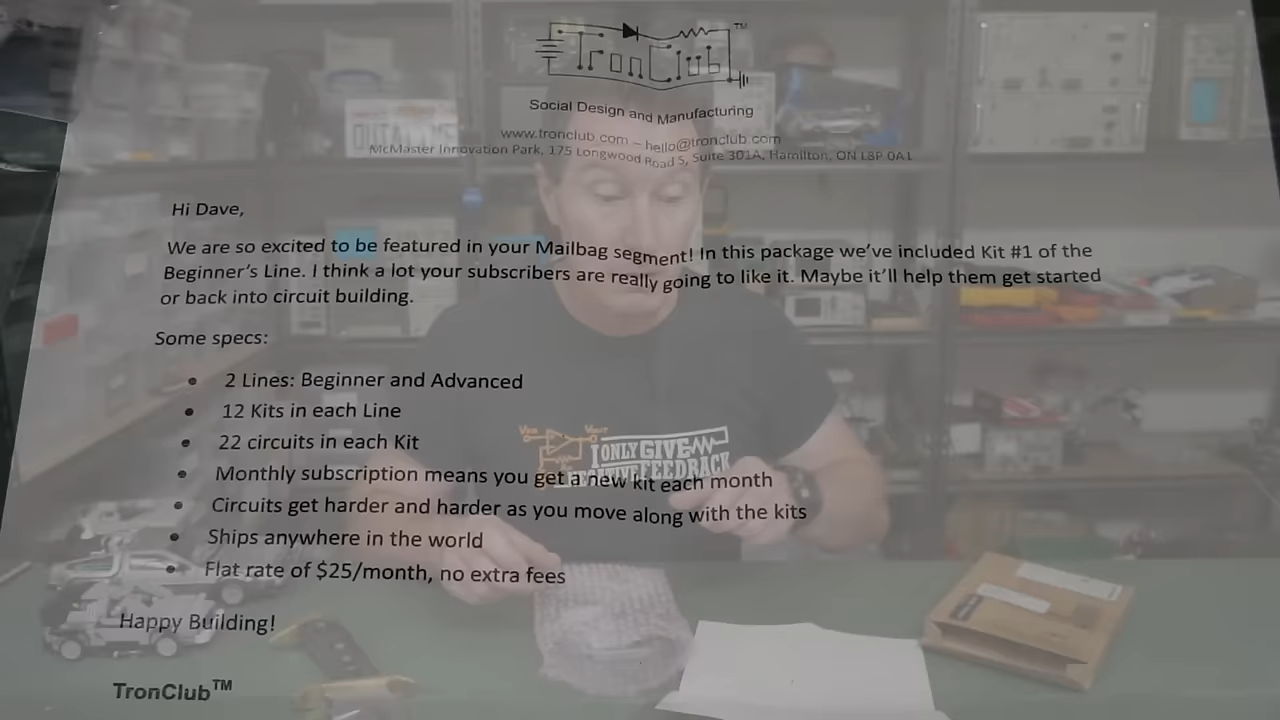 TronClub™
Social Design and Manufacturing
www.tronclub.com – hello@tronclub.com
McMaster Innovation Park, 175 Longwood Road S, Suite 301A, Hamilton, ON L8P 0A1
OUTA
Hi Dave,
We are so excited to be featured in your Mailbag segment! In this package we've included Kit #1 of the
Beginner's Line. I think a lot your subscribers are really going to like it. Maybe it'll help them get started
or back into circuit building.
Some specs:
• 2 Lines: Beginner and Advanced
• 12 Kits in each Line
• 22 circuits in each Kit
I ONLY GIVE
NEGATIVE FEEDBACK
• Monthly subscription means you get a new kit each month
• Circuits get harder and harder as you move along with the kits
• Ships anywhere in the world
• Flat rate of $25/month, no extra fees
Happy Building!
TronClub™